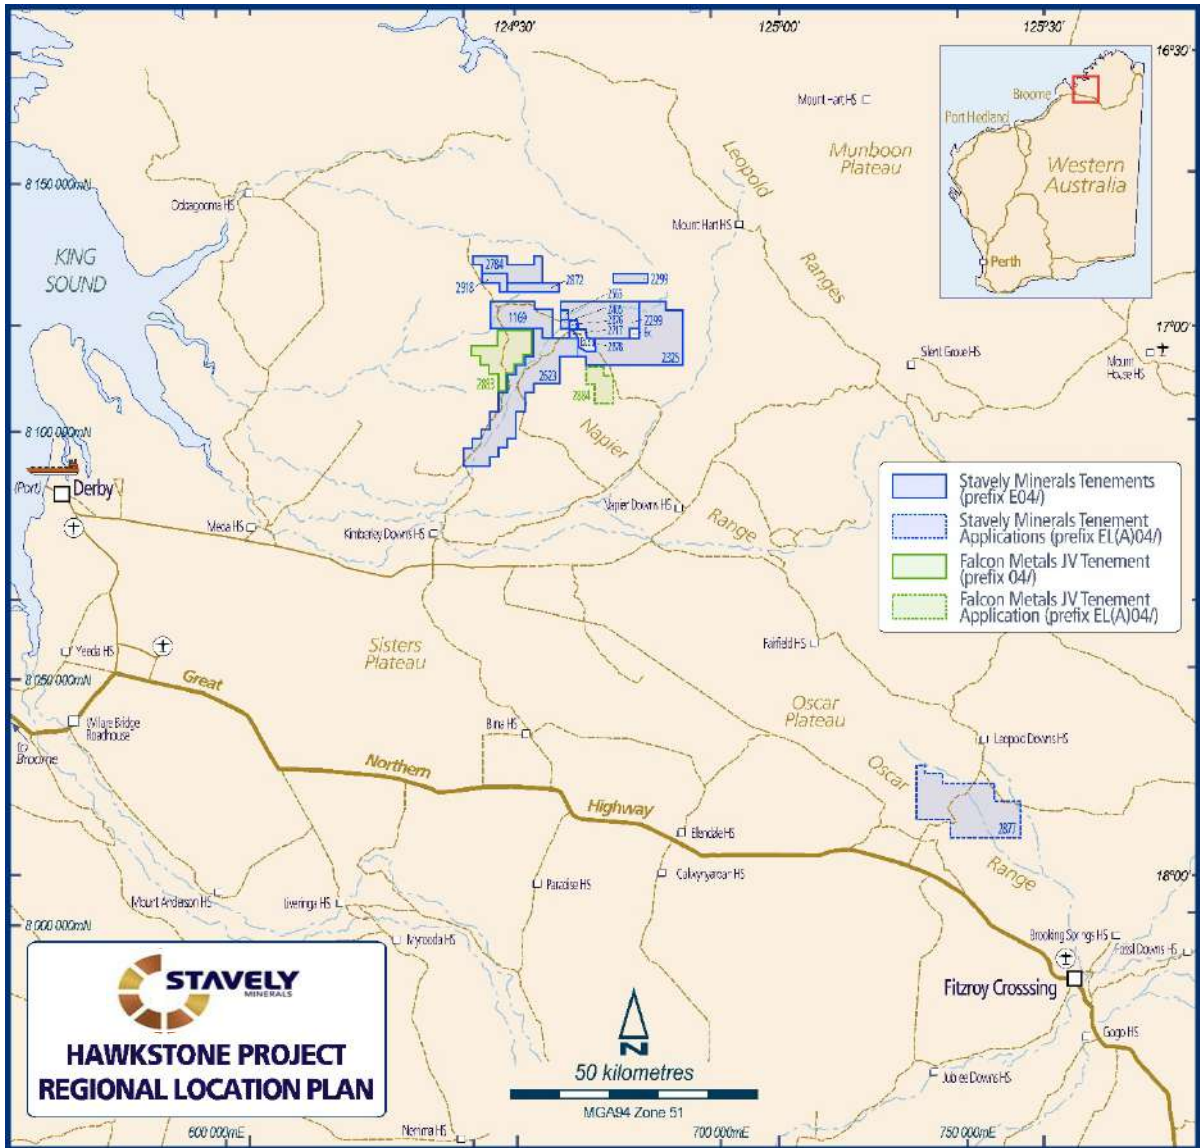 124°30'
125°00'
125°30'
16°30'
Mount Hart HS
Broome
Port Hedland
Western
Australia
Perth
Leopold
Munboon
Plateau
8 150 000mN
Oobagooma HS
Mount Hart HS
KING
SOUND
Ranges
2784
2918
2872
2299
1169
2299
2325
2623
2883
2884
17°00'
Silent Grove HS
Mount
House HS
8 100 000mN
Napier
(Port)
Derby
Meda HS
Kimberley Downs HS
Napier Downs HS
Range
Stavely Minerals Tenements
(prefix E04/)
Stavely Minerals Tenement
Applications (prefix EL(A)04/)
Falcon Metals JV Tenement
(prefix 04/)
Falcon Metals JV Tenement
Application (prefix EL(A)04/)
Yeeda HS
Sisters
Plateau
Fairfield HS
8 050 000mN
Great
Oscar
Plateau
Willare Bridge
Roadhouse
Blina HS
Leopold Downs HS
to
Broome
Northern
Oscar
Highway
Ellendale HS
2877
Range
18°00'
Mount Anderson HS
Liveringa HS
Paradise HS
Calwynyardah HS
8 000 000mN
Myrooda HS
Brooking Springs HS
Fossil Downs HS
Fitzroy Crosssing
STAVELY
MINERALS
HAWKSTONE PROJECT
REGIONAL LOCATION PLAN
N
50 kilometres
MGA94 Zone 51
Gogo HS
Jubilee Downs HS
600 000mE
Nerrima HS
700 000mE
750 000mE